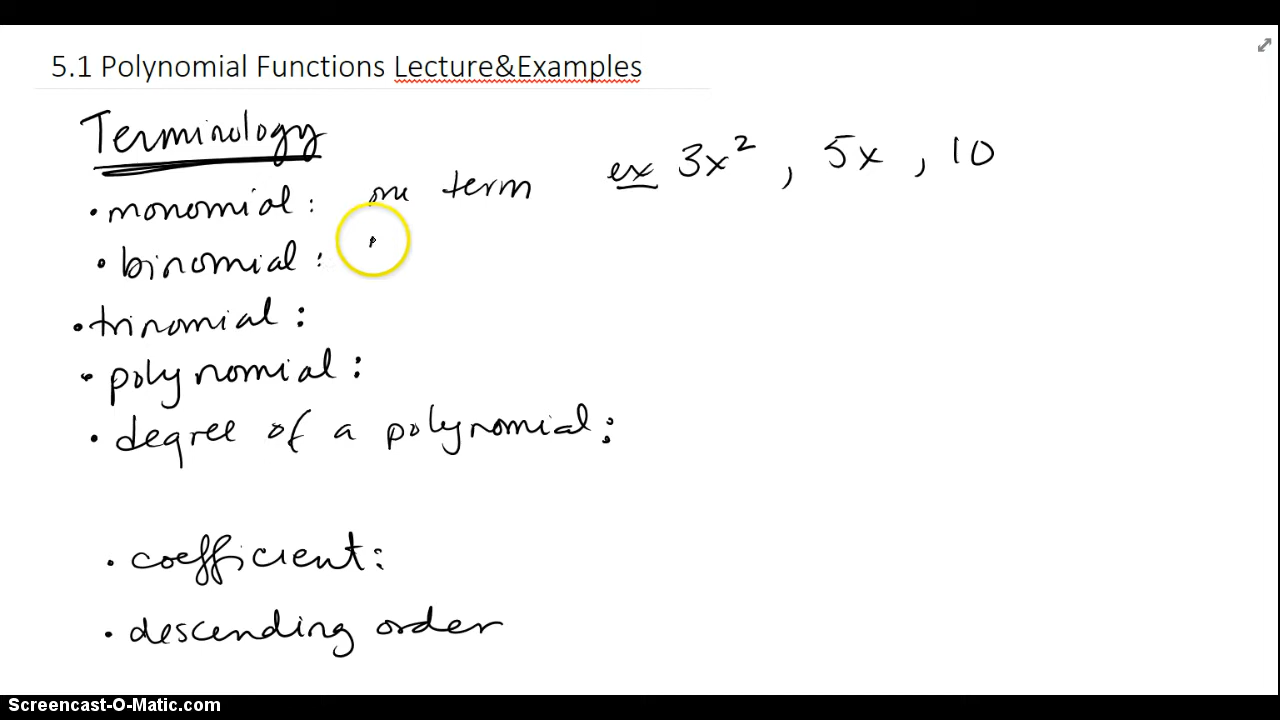 5.1 Polynomial Functions Lecture&Examples
Terminology
• monomial: one term ex 3x², 5x, 10
• binomial:
• trinomial:
• polynomial:
• degree of a polynomial:
• coefficient:
• descending order
Screencast-O-Matic.com